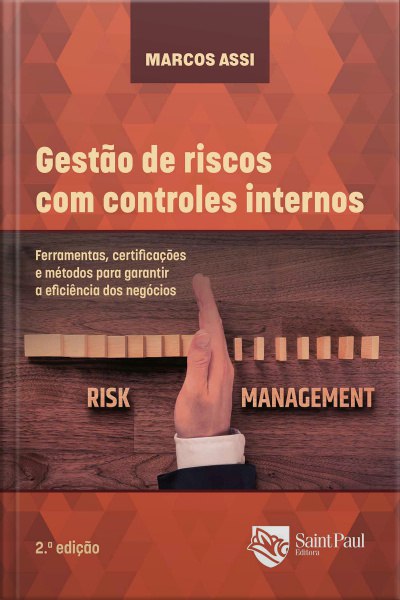 MARCOS ASSI
Gestão de riscos
com controles internos
Ferramentas, certificações
e métodos para garantir
a eficiência dos negócios
RISK
MANAGEMENT
2.ª edição
Saint Paul
Editora